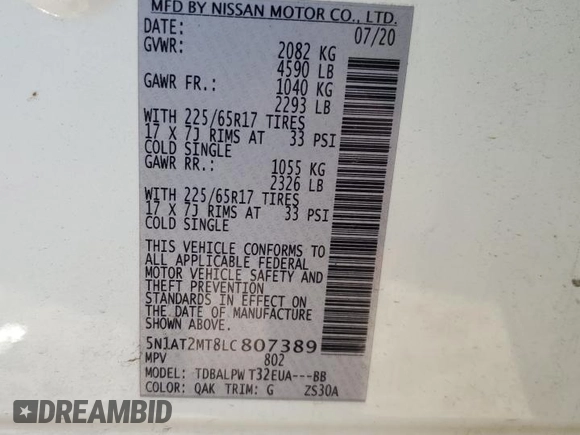 MFD BY NISSAN MOTOR CO., LTD.
DATE: 07/20
GVWR: 2082 KG
4590 LB
GAWR FR.: 1040 KG
2293 LB
WITH 225/65R17 TIRES
17 X 7J RIMS AT 33 PSI
COLD SINGLE
GAWR RR.: 1055 KG
2326 LB
WITH 225/65R17 TIRES
17 X 7J RIMS AT 33 PSI
COLD SINGLE
THIS VEHICLE CONFORMS TO
ALL APPLICABLE FEDERAL
MOTOR VEHICLE SAFETY AND
THEFT PREVENTION
STANDARDS IN EFFECT ON
THE DATE OF MANUFACTURE
SHOWN ABOVE.
5N1AT2MT8LC807389
MPV 802
MODEL: TDBALPW T32EUA---BB
COLOR: QAK TRIM: G ZS30A
DREAMBID
dreambid.com